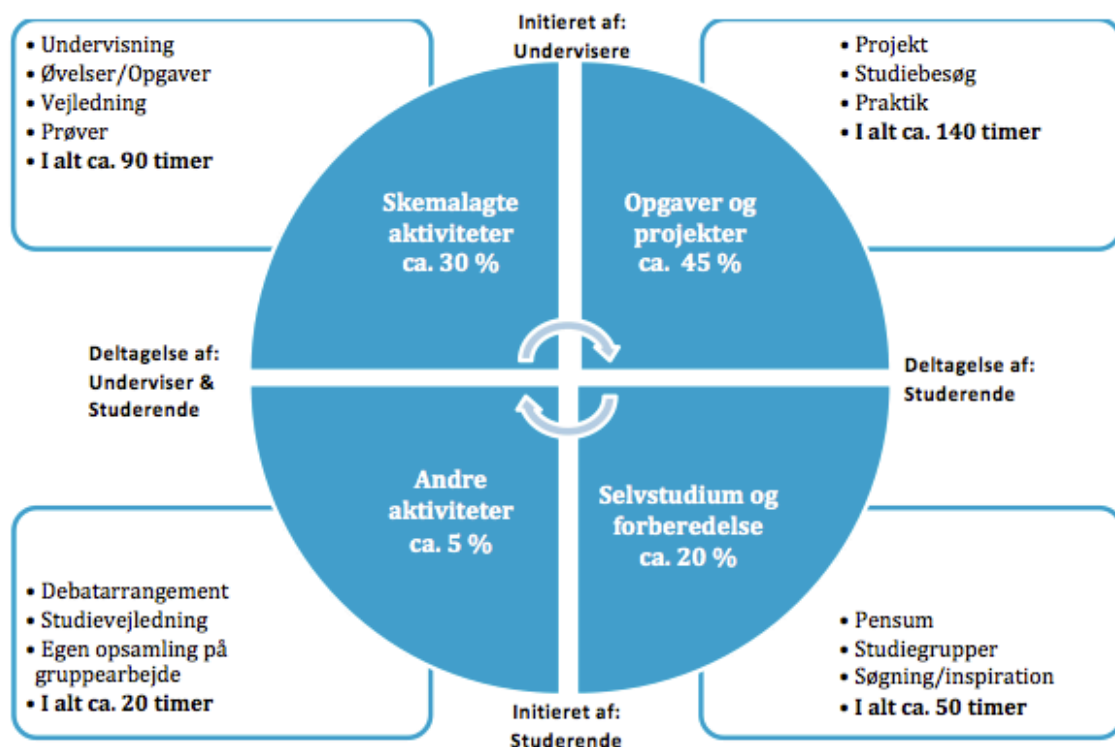 Initieret af:
Undervisere
• Undervisning
• Øvelser/Opgaver
• Vejledning
• Prøver
• I alt ca. 90 timer
• Projekt
• Studiebesøg
• Praktik
• I alt ca. 140 timer
Skemalagte
aktiviteter
ca. 30 %
Opgaver og
projekter
ca. 45 %
Deltagelse af:
Underviser &
Studerende
Deltagelse af:
Studerende
Andre
aktiviteter
ca. 5 %
Selvstudium og
forberedelse
ca. 20 %
• Debatarrangement
• Studievejledning
• Egen opsamling på
gruppearbejde
• I alt ca. 20 timer
• Pensum
• Studiegrupper
• Søgning/inspiration
• I alt ca. 50 timer
Initieret af:
Studerende